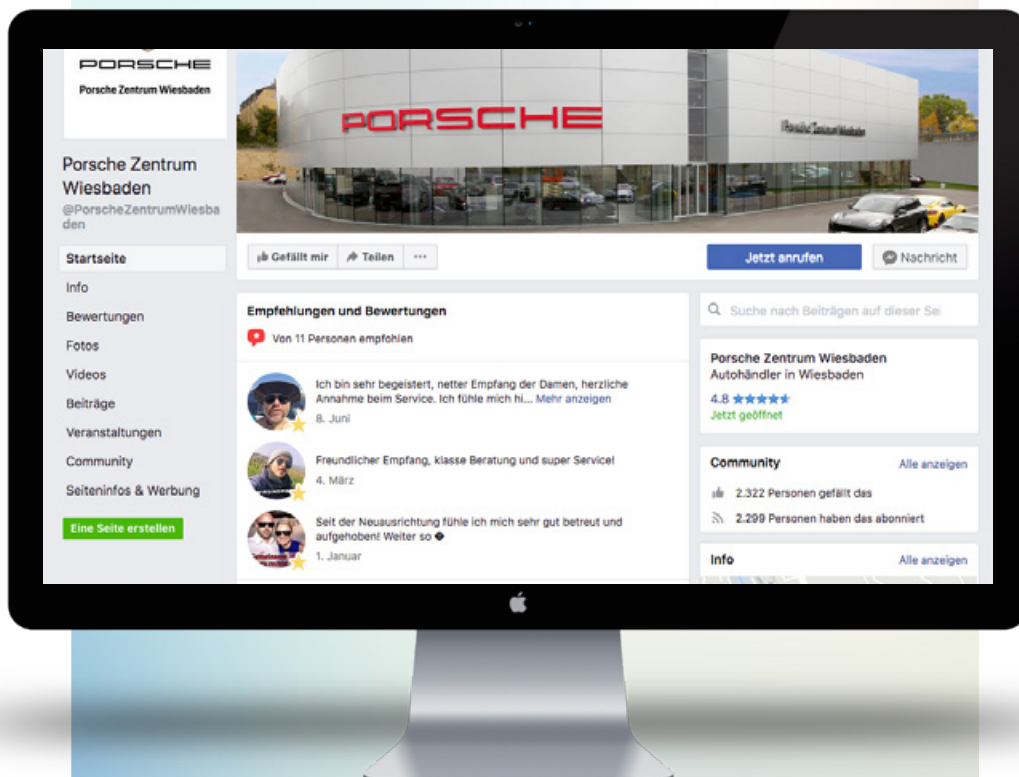 PORSCHE
Porsche Zentrum Wiesbaden
PORSCHE
Porsche Zentrum Wiesbaden
Porsche Zentrum
Wiesbaden
@PorscheZentrumWiesba
den
Startseite
Info
Bewertungen
Fotos
Videos
Beiträge
Veranstaltungen
Community
Seiteninfos & Werbung
Eine Seite erstellen
Gefällt mir
Teilen
...
Jetzt anrufen
Nachricht
Empfehlungen und Bewertungen
Von 11 Personen empfohlen
Ich bin sehr begeistert, netter Empfang der Damen, herzliche
Annahme beim Service. Ich fühle mich hi... Mehr anzeigen
8. Juni
Freundlicher Empfang, klasse Beratung und super Service!
4. März
Seit der Neuausrichtung fühle ich mich sehr gut betreut und
aufgehoben! Weiter so �
1. Januar
Suche nach Beiträgen auf dieser Sei
Porsche Zentrum Wiesbaden
Autohändler in Wiesbaden
4.8 ★★★★★
Jetzt geöffnet
Community
Alle anzeigen
2.322 Personen gefällt das
2.299 Personen haben das abonniert
Info
Alle anzeigen